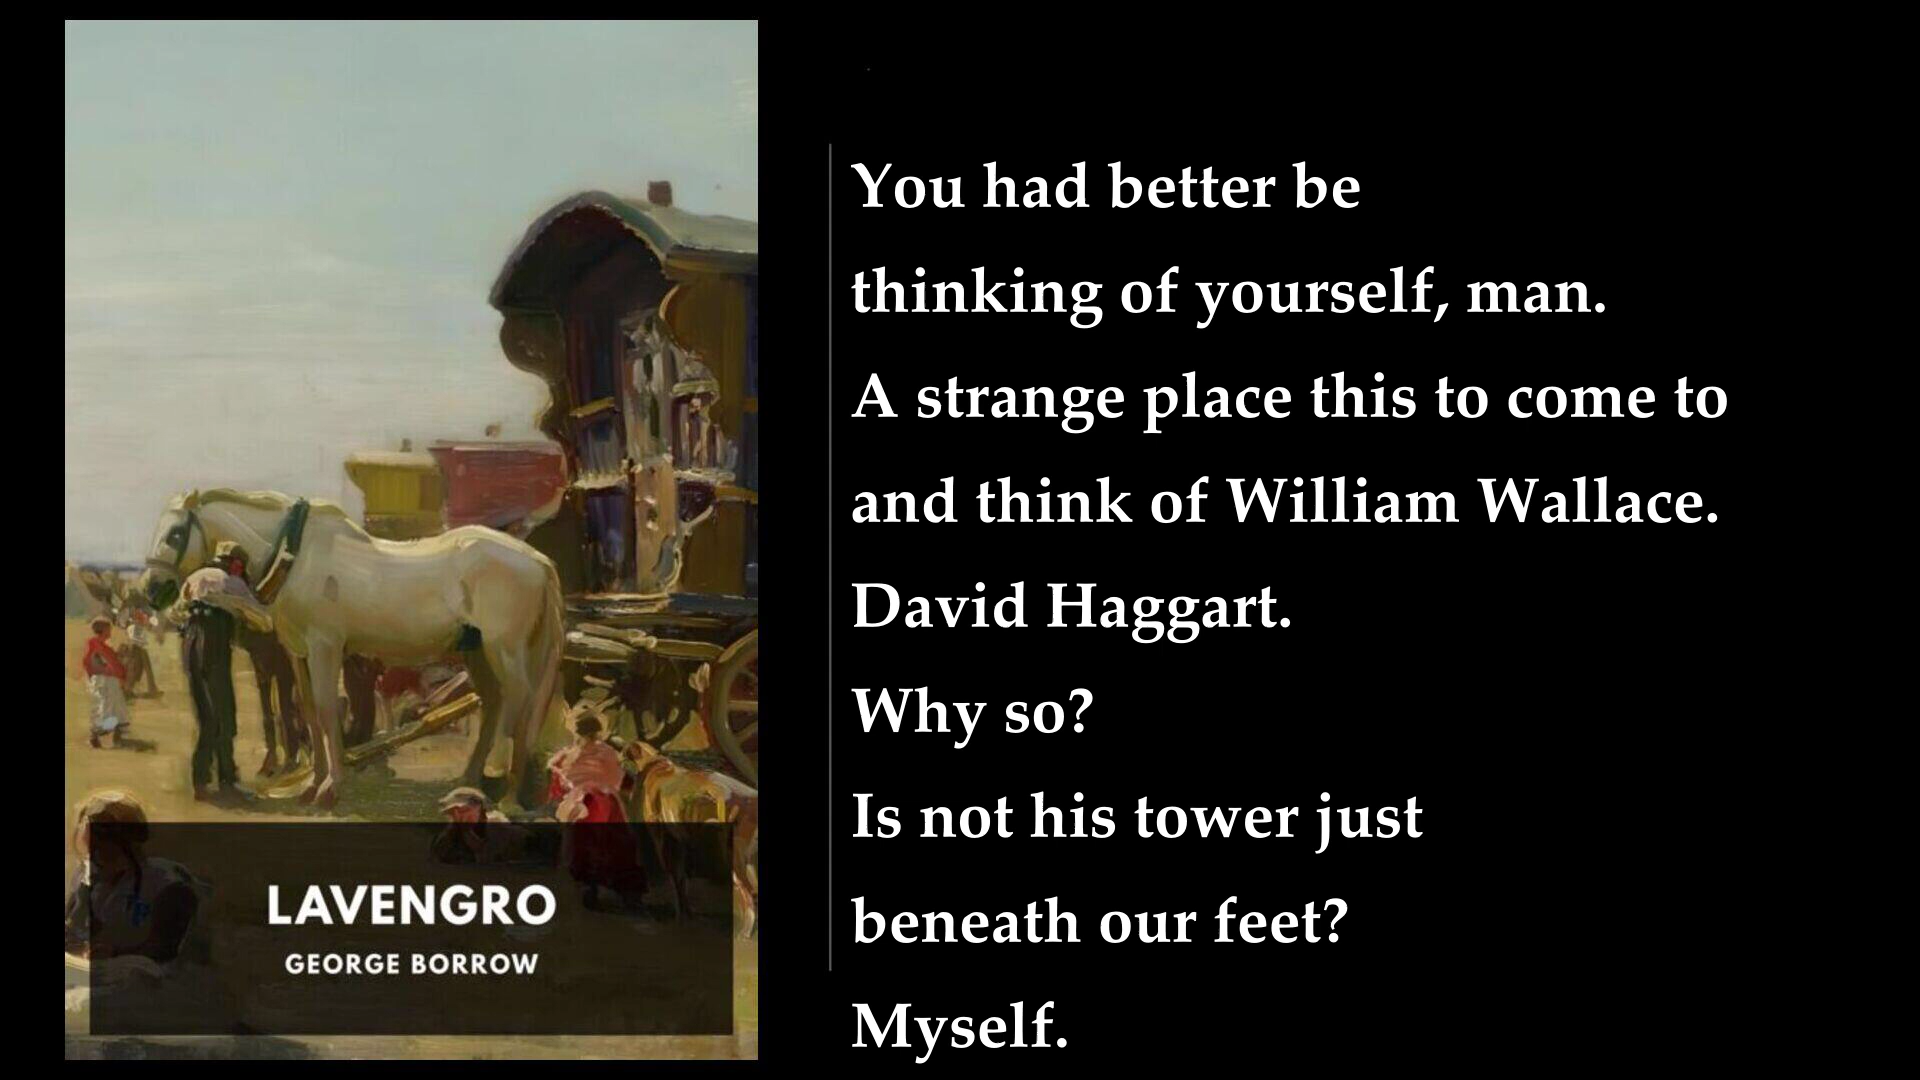 LAVENGRO
GEORGE BORROW
You had better be
thinking of yourself, man.
A strange place this to come to
and think of William Wallace.
David Haggart.
Why so?
Is not his tower just
beneath our feet?
Myself.